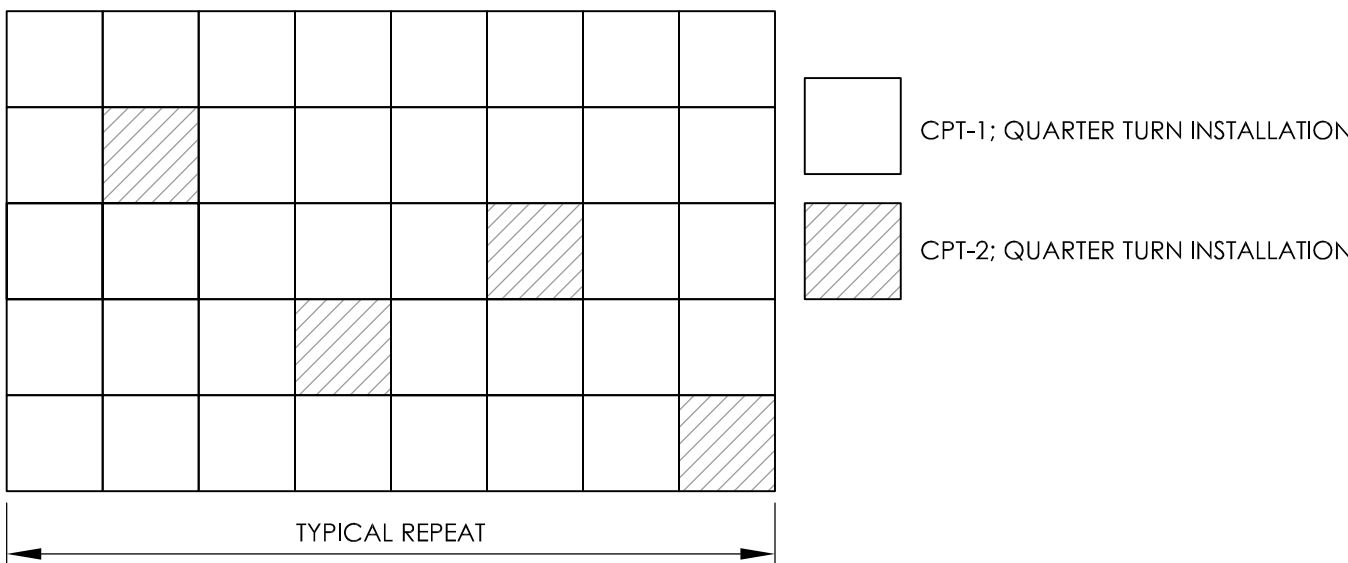 CPT-1; QUARTER TURN INSTALLATION
CPT-2; QUARTER TURN INSTALLATION
TYPICAL REPEAT